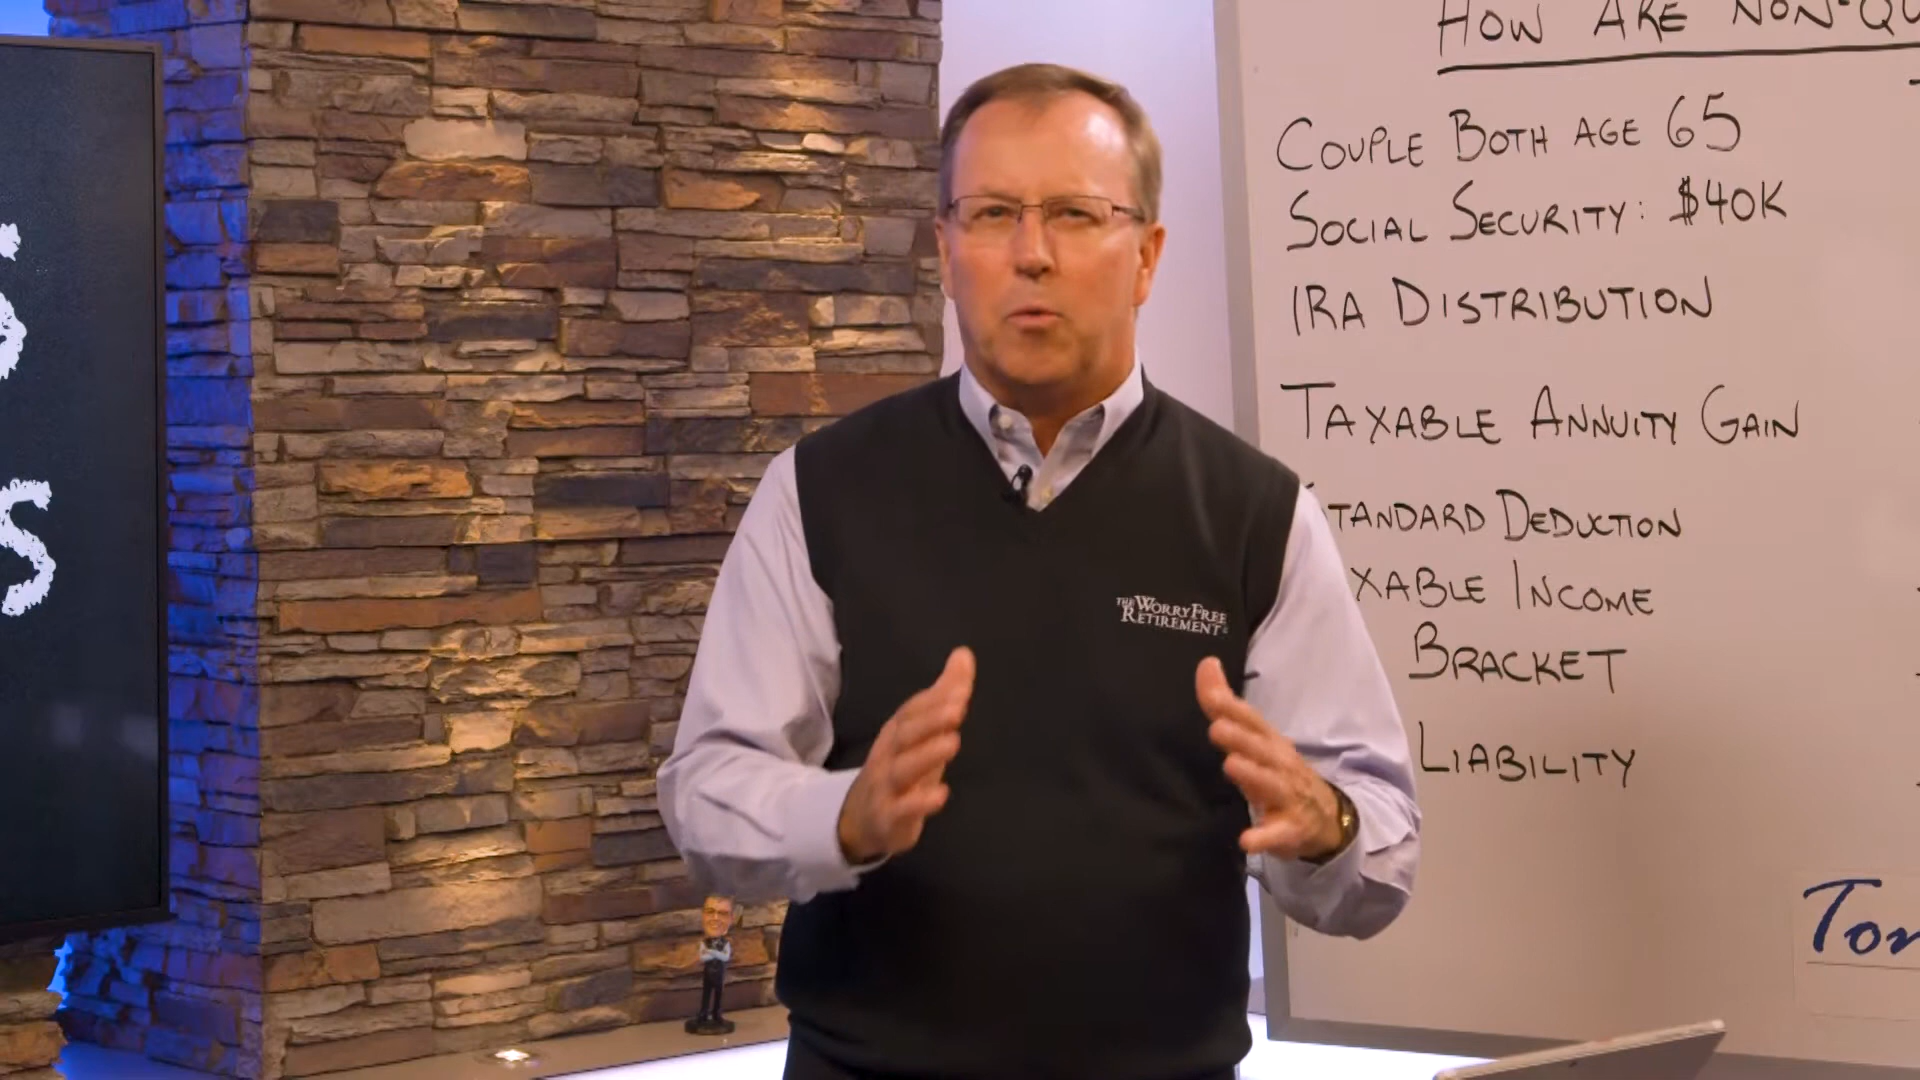 How Are Non-Qu
Couple Both Age 65
Social Security: $40K
IRA Distribution
Taxable Annuity Gain
Standard Deduction
xable Income
Bracket
Liability
The Worry Free
Retirement
S